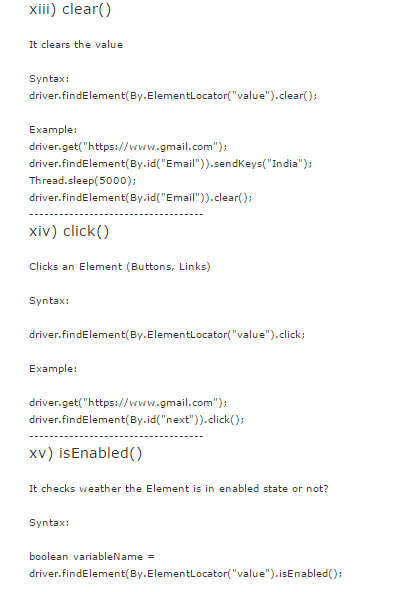 xiii) clear()
It clears the value
Syntax:
driver.findElement(By.ElementLocator("value").clear();
Example:
driver.get("https://www.gmail.com");
driver.findElement(By.id("Email")).sendKeys("India");
Thread.sleep(5000);
driver.findElement(By.id("Email")).clear();
-----------------------------------
xiv) click()
Clicks an Element (Buttons, Links)
Syntax:
driver.findElement(By.ElementLocator("value").click;
Example:
driver.get("https://www.gmail.com");
driver.findElement(By.id("next")).click();
-----------------------------------
xv) isEnabled()
It checks weather the Element is in enabled state or not?
Syntax:
boolean variableName =
driver.findElement(By.ElementLocator("value").isEnabled();